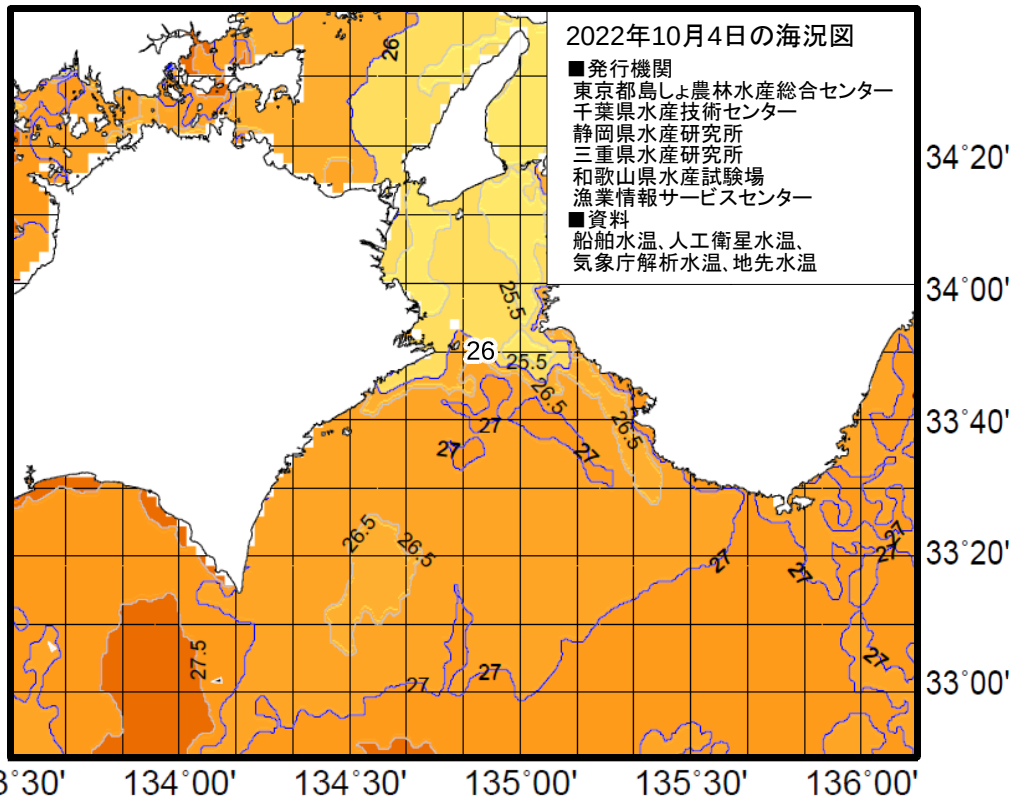 2022年10月4日の海況図
■発行機関
東京都島しょ農林水産総合センター
千葉県水産技術センター
静岡県水産研究所
三重県水産研究所
和歌山県水産試験場
漁業情報サービスセンター
■資料
船舶水温、人工衛星水温、
気象庁解析水温、地先水温
26
34°20'
25.5
34°00'
26
25.5
26.5
26.5
27
27
27
33°40'
26.5
26.5
27
27
27
27
33°20'
27.5
27
27
27
33°00'
3°30'
134°00'
134°30'
135°00'
135°30'
136°00'